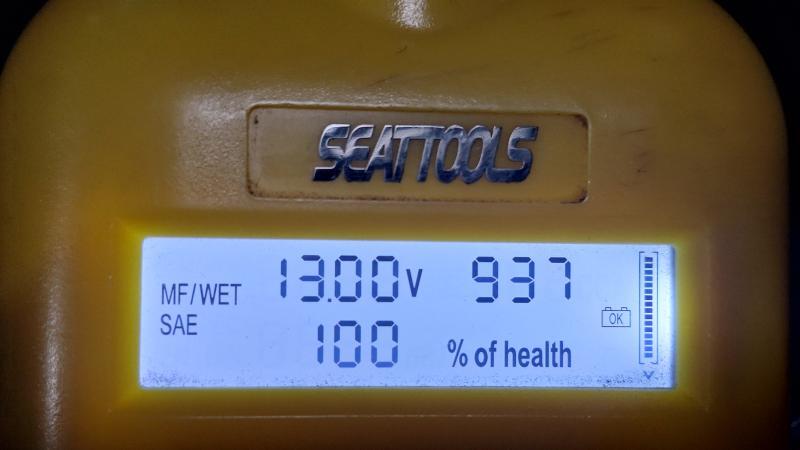 SEATTOOLS
MF/WET 13.00V 937
SAE 100 % of health
OK